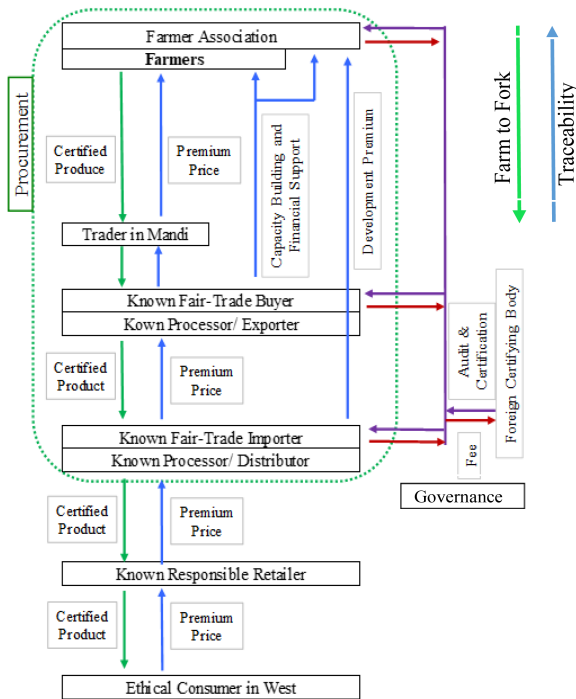 Farmer Association
Farmers
Procurement
Certified
Produce
Premium
Price
Capacity Building and
Financial Support
Development Premium
Farm to Fork
Traceability
Trader in Mandi
Known Fair-Trade Buyer
Kown Processor/ Exporter
Certified
Product
Premium
Price
Audit &
Certification
Foreign Certifying Body
Known Fair-Trade Importer
Known Processor/ Distributor
Fee
Governance
Certified
Product
Premium
Price
Known Responsible Retailer
Certified
Product
Premium
Price
Ethical Consumer in West